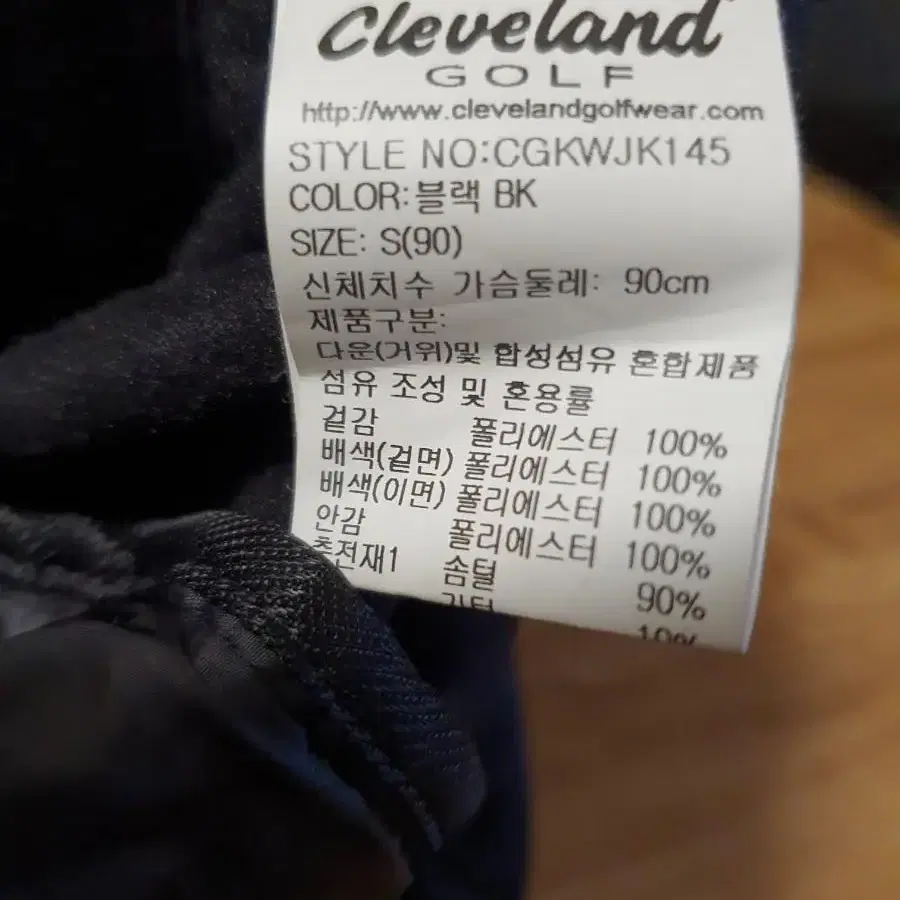 Cleveland
GOLF
http://www.clevelandgolfwear.com
STYLE NO:CGKWJK145
COLOR:블랙 BK
SIZE: S(90)
신체치수 가슴둘레: 90cm
제품구분:
다운(거위)및 합성섬유 혼합제품
섬유 조성 및 혼용률
겉감 폴리에스터 100%
배색(겉면) 폴리에스터 100%
배색(이면) 폴리에스터 100%
안감 폴리에스터 100%
충전재1 솜털 90%
깃털 10%